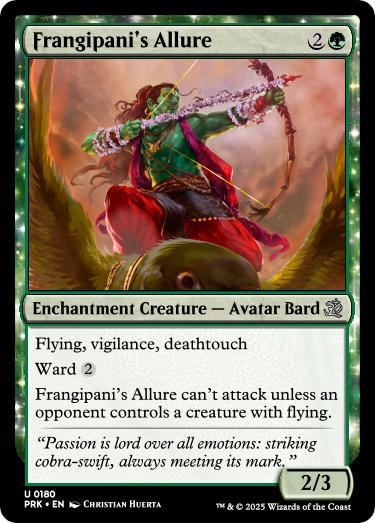 Frangipani's Allure 2
Enchantment Creature — Avatar Bard
Flying, vigilance, deathtouch
Ward 2
Frangipani's Allure can't attack unless an
opponent controls a creature with flying.
“Passion is lord over all emotions: striking
cobra-swift, always meeting its mark.”
2/3
U 0180
PRK • EN Christian Huerta
™ & © 2025 Wizards of the Coast